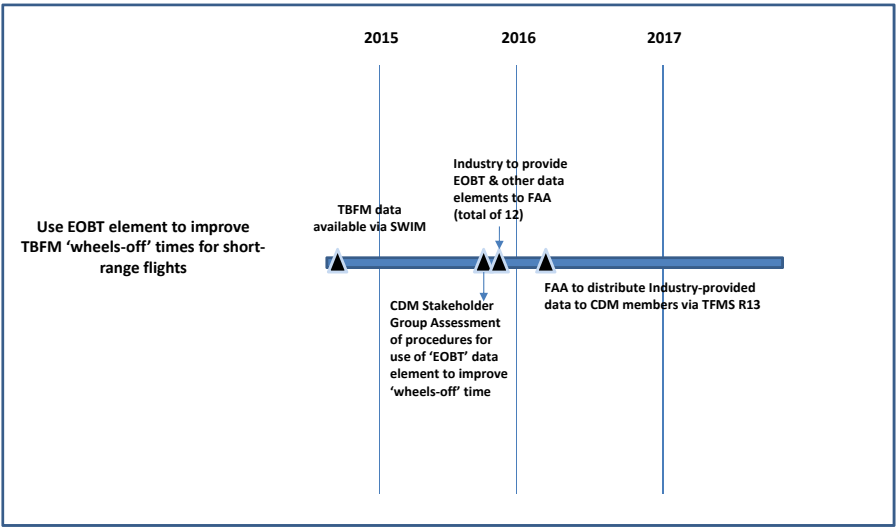 2015
2016
2017
Use EOBT element to improve
TBFM ‘wheels-off’ times for short-
range flights
TBFM data
available via SWIM
Industry to provide
EOBT & other data
elements to FAA
(total of 12)
CDM Stakeholder
Group Assessment
of procedures for
use of ‘EOBT’ data
element to improve
‘wheels-off’ time
FAA to distribute Industry-provided
data to CDM members via TFMS R13